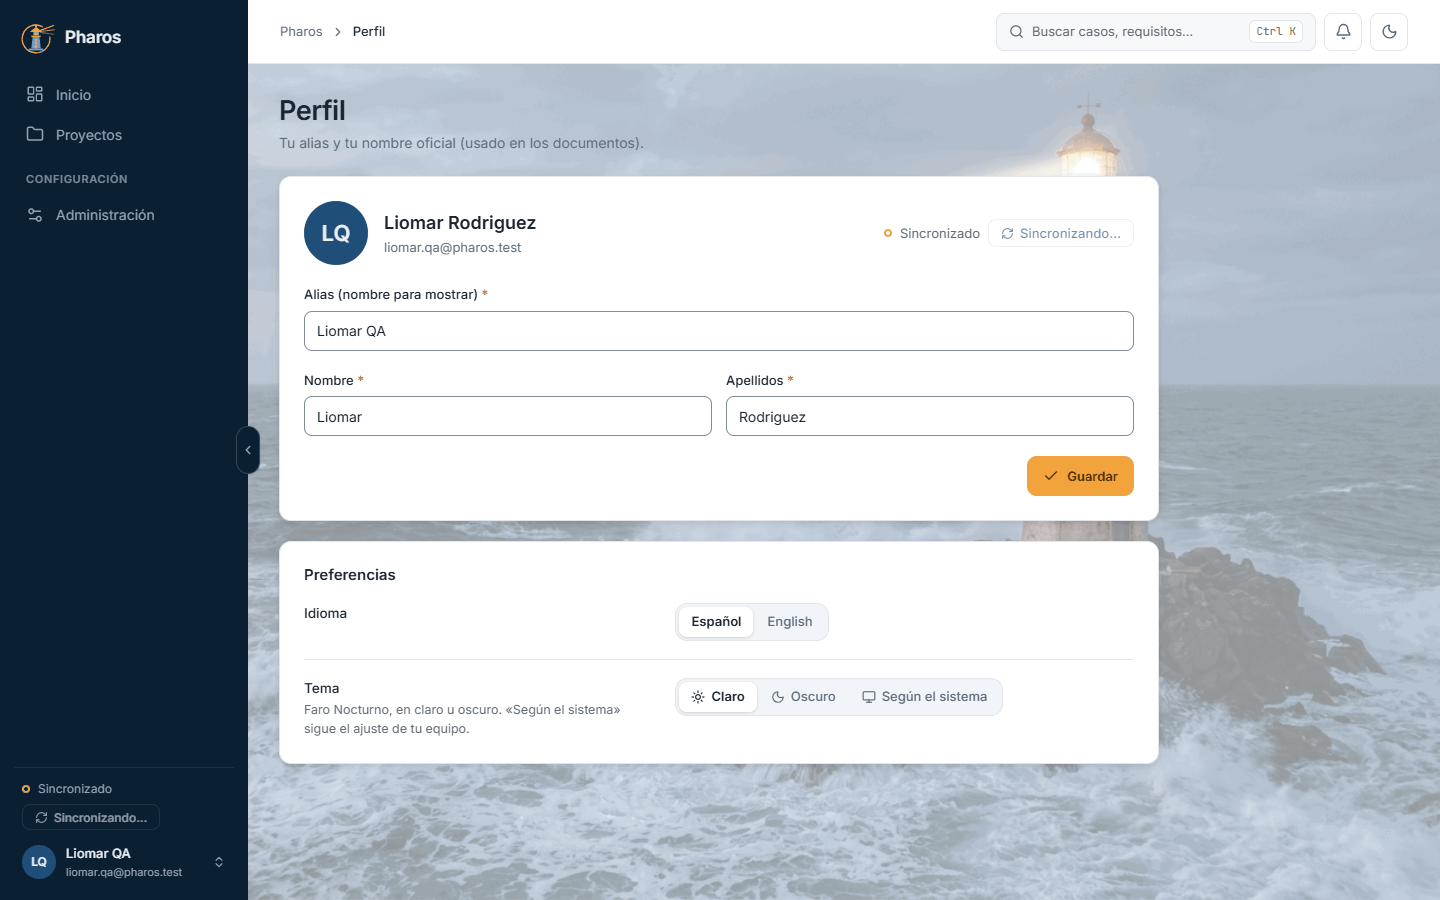 Pharos
Inicio
Proyectos
CONFIGURACIÓN
Administración
Sincronizado
Sincronizando...
LQ
Liomar QA
liomar.qa@pharos.test
Pharos > Perfil
Buscar casos, requisitos...
Ctrl K
Perfil
Tu alias y tu nombre oficial (usado en los documentos).
LQ
Liomar Rodriguez
liomar.qa@pharos.test
Sincronizado
Sincronizando...
Alias (nombre para mostrar) *
Liomar QA
Nombre *
Apellidos *
Liomar
Rodriguez
Guardar
Preferencias
Idioma
Español
English
Tema
Faro Nocturno, en claro u oscuro. «Según el sistema»
sigue el ajuste de tu equipo.
Claro
Oscuro
Según el sistema